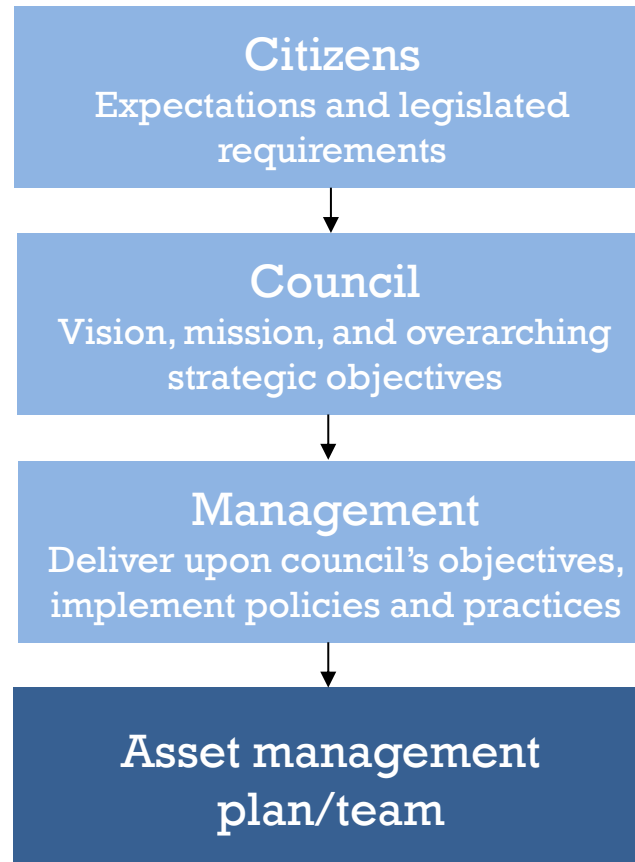 Citizens
Expectations and legislated
requirements
Council
Vision, mission, and overarching
strategic objectives
Management
Deliver upon council’s objectives,
implement policies and practices
Asset management
plan/team